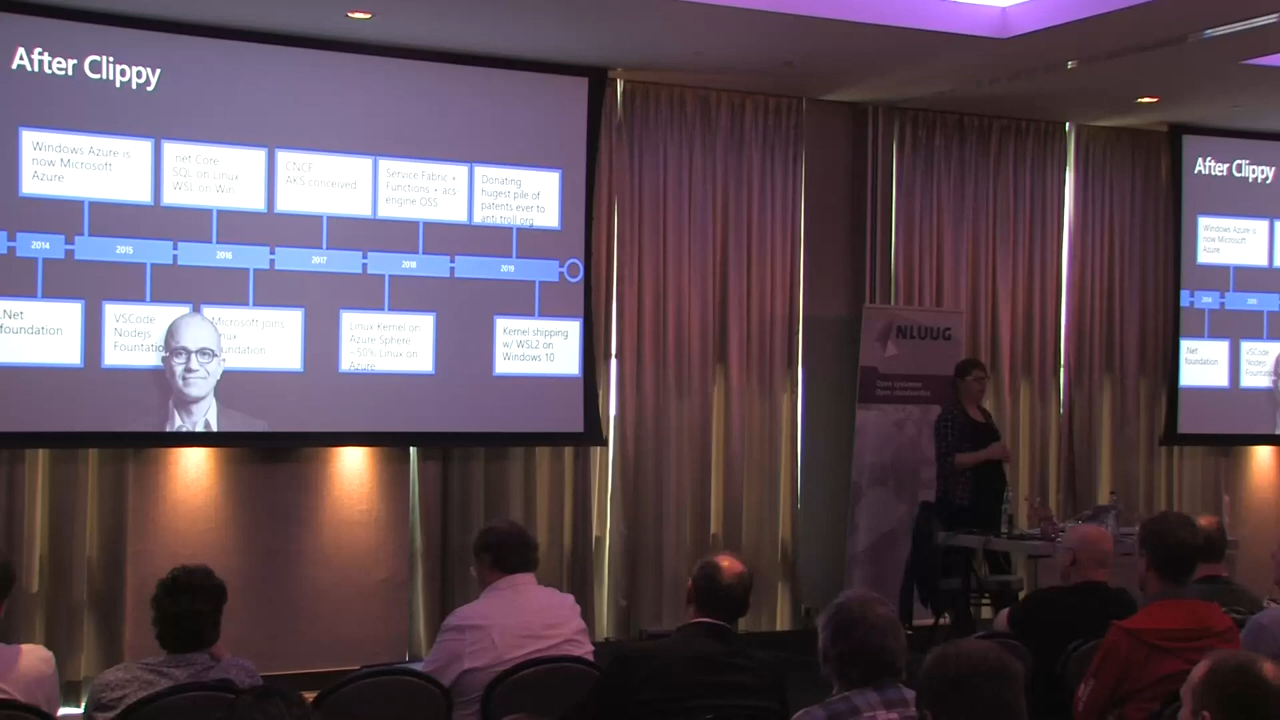 After Clippy
Windows Azure is
now Microsoft
Azure
net Core
SQL on Linux
WSL on Win
CNCF
AKS conceived
Service Fabric +
Functions + acs-
engine OSS
Donating
hugest pile of
patents ever to
anti troll org
2014
2015
2016
2017
2018
2019
.Net
foundation
VSCode
Nodejs
Fountatio
Microsoft joins
inux
undation
Linux Kernel on
Azure Sphere
~50% Linux on
Azure
Kernel shipping
w/ WSL2 on
Windows 10
NLUUG
Open systemen
Open standaarden
After Clippy
Windows Azure is
now Microsoft
Azure
2014
2015
.Net
foundation
VSCode
Nodejs
Fountatio